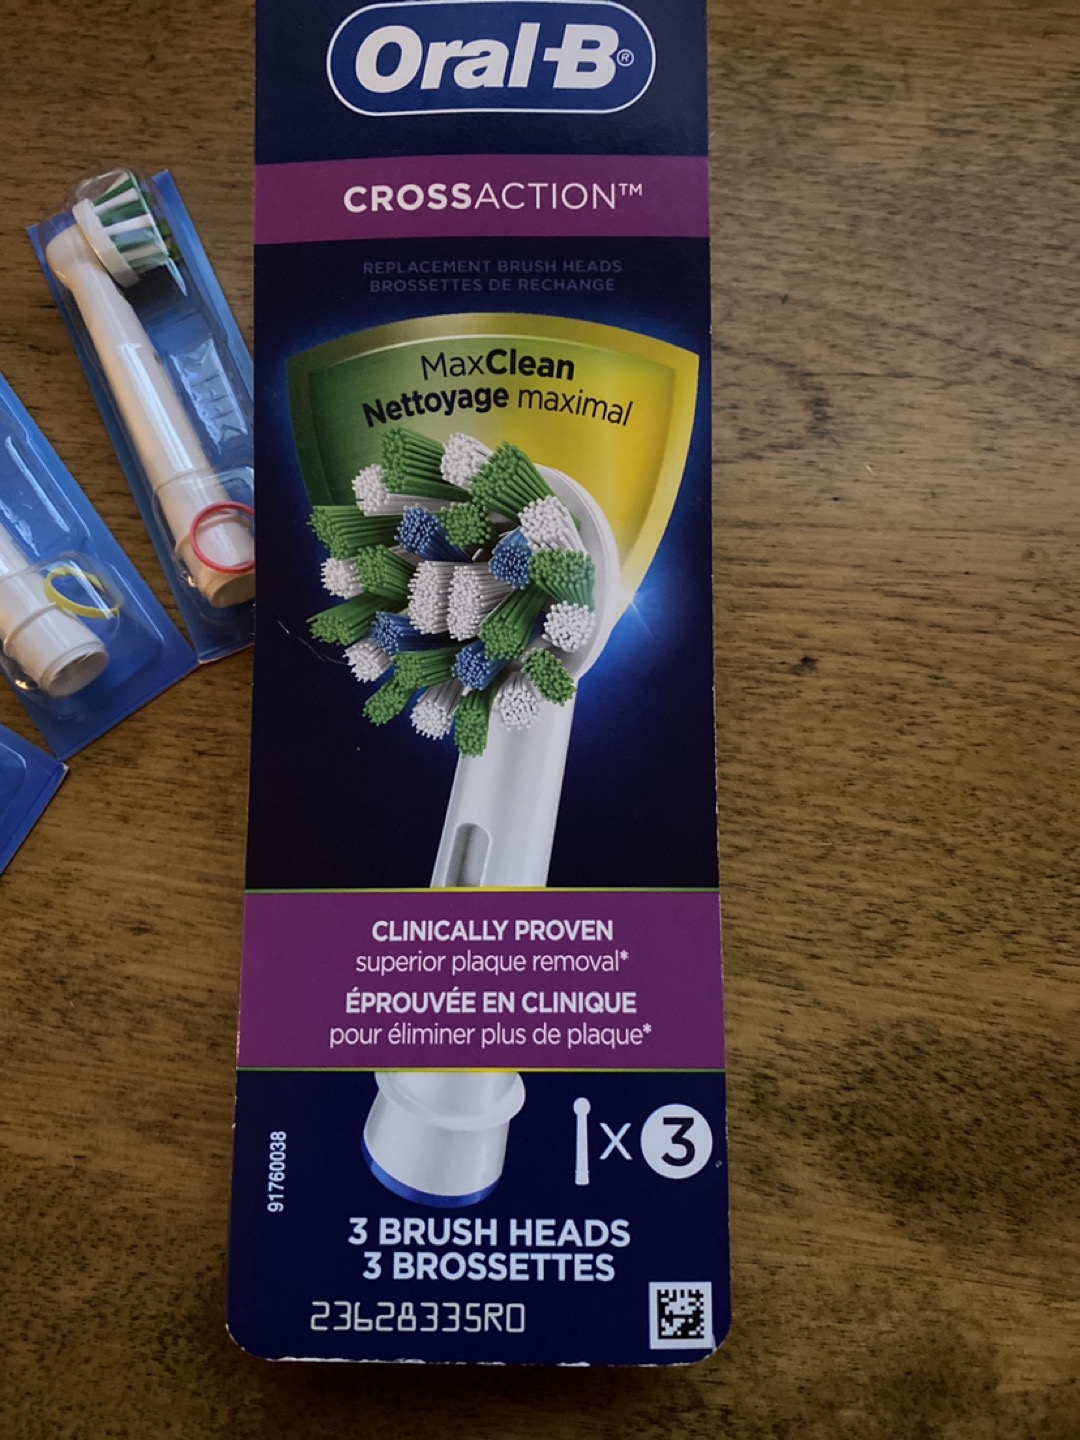 Oral-B®
CROSSACTION™
REPLACEMENT BRUSH HEADS
BROSSETTES DE RECHANGE
MaxClean
Nettoyage maximal
CLINICALLY PROVEN
superior plaque removal*
ÉPROUVÉE EN CLINIQUE
pour éliminer plus de plaque*
X 3
91760038
3 BRUSH HEADS
3 BROSSETTES
23628335R0